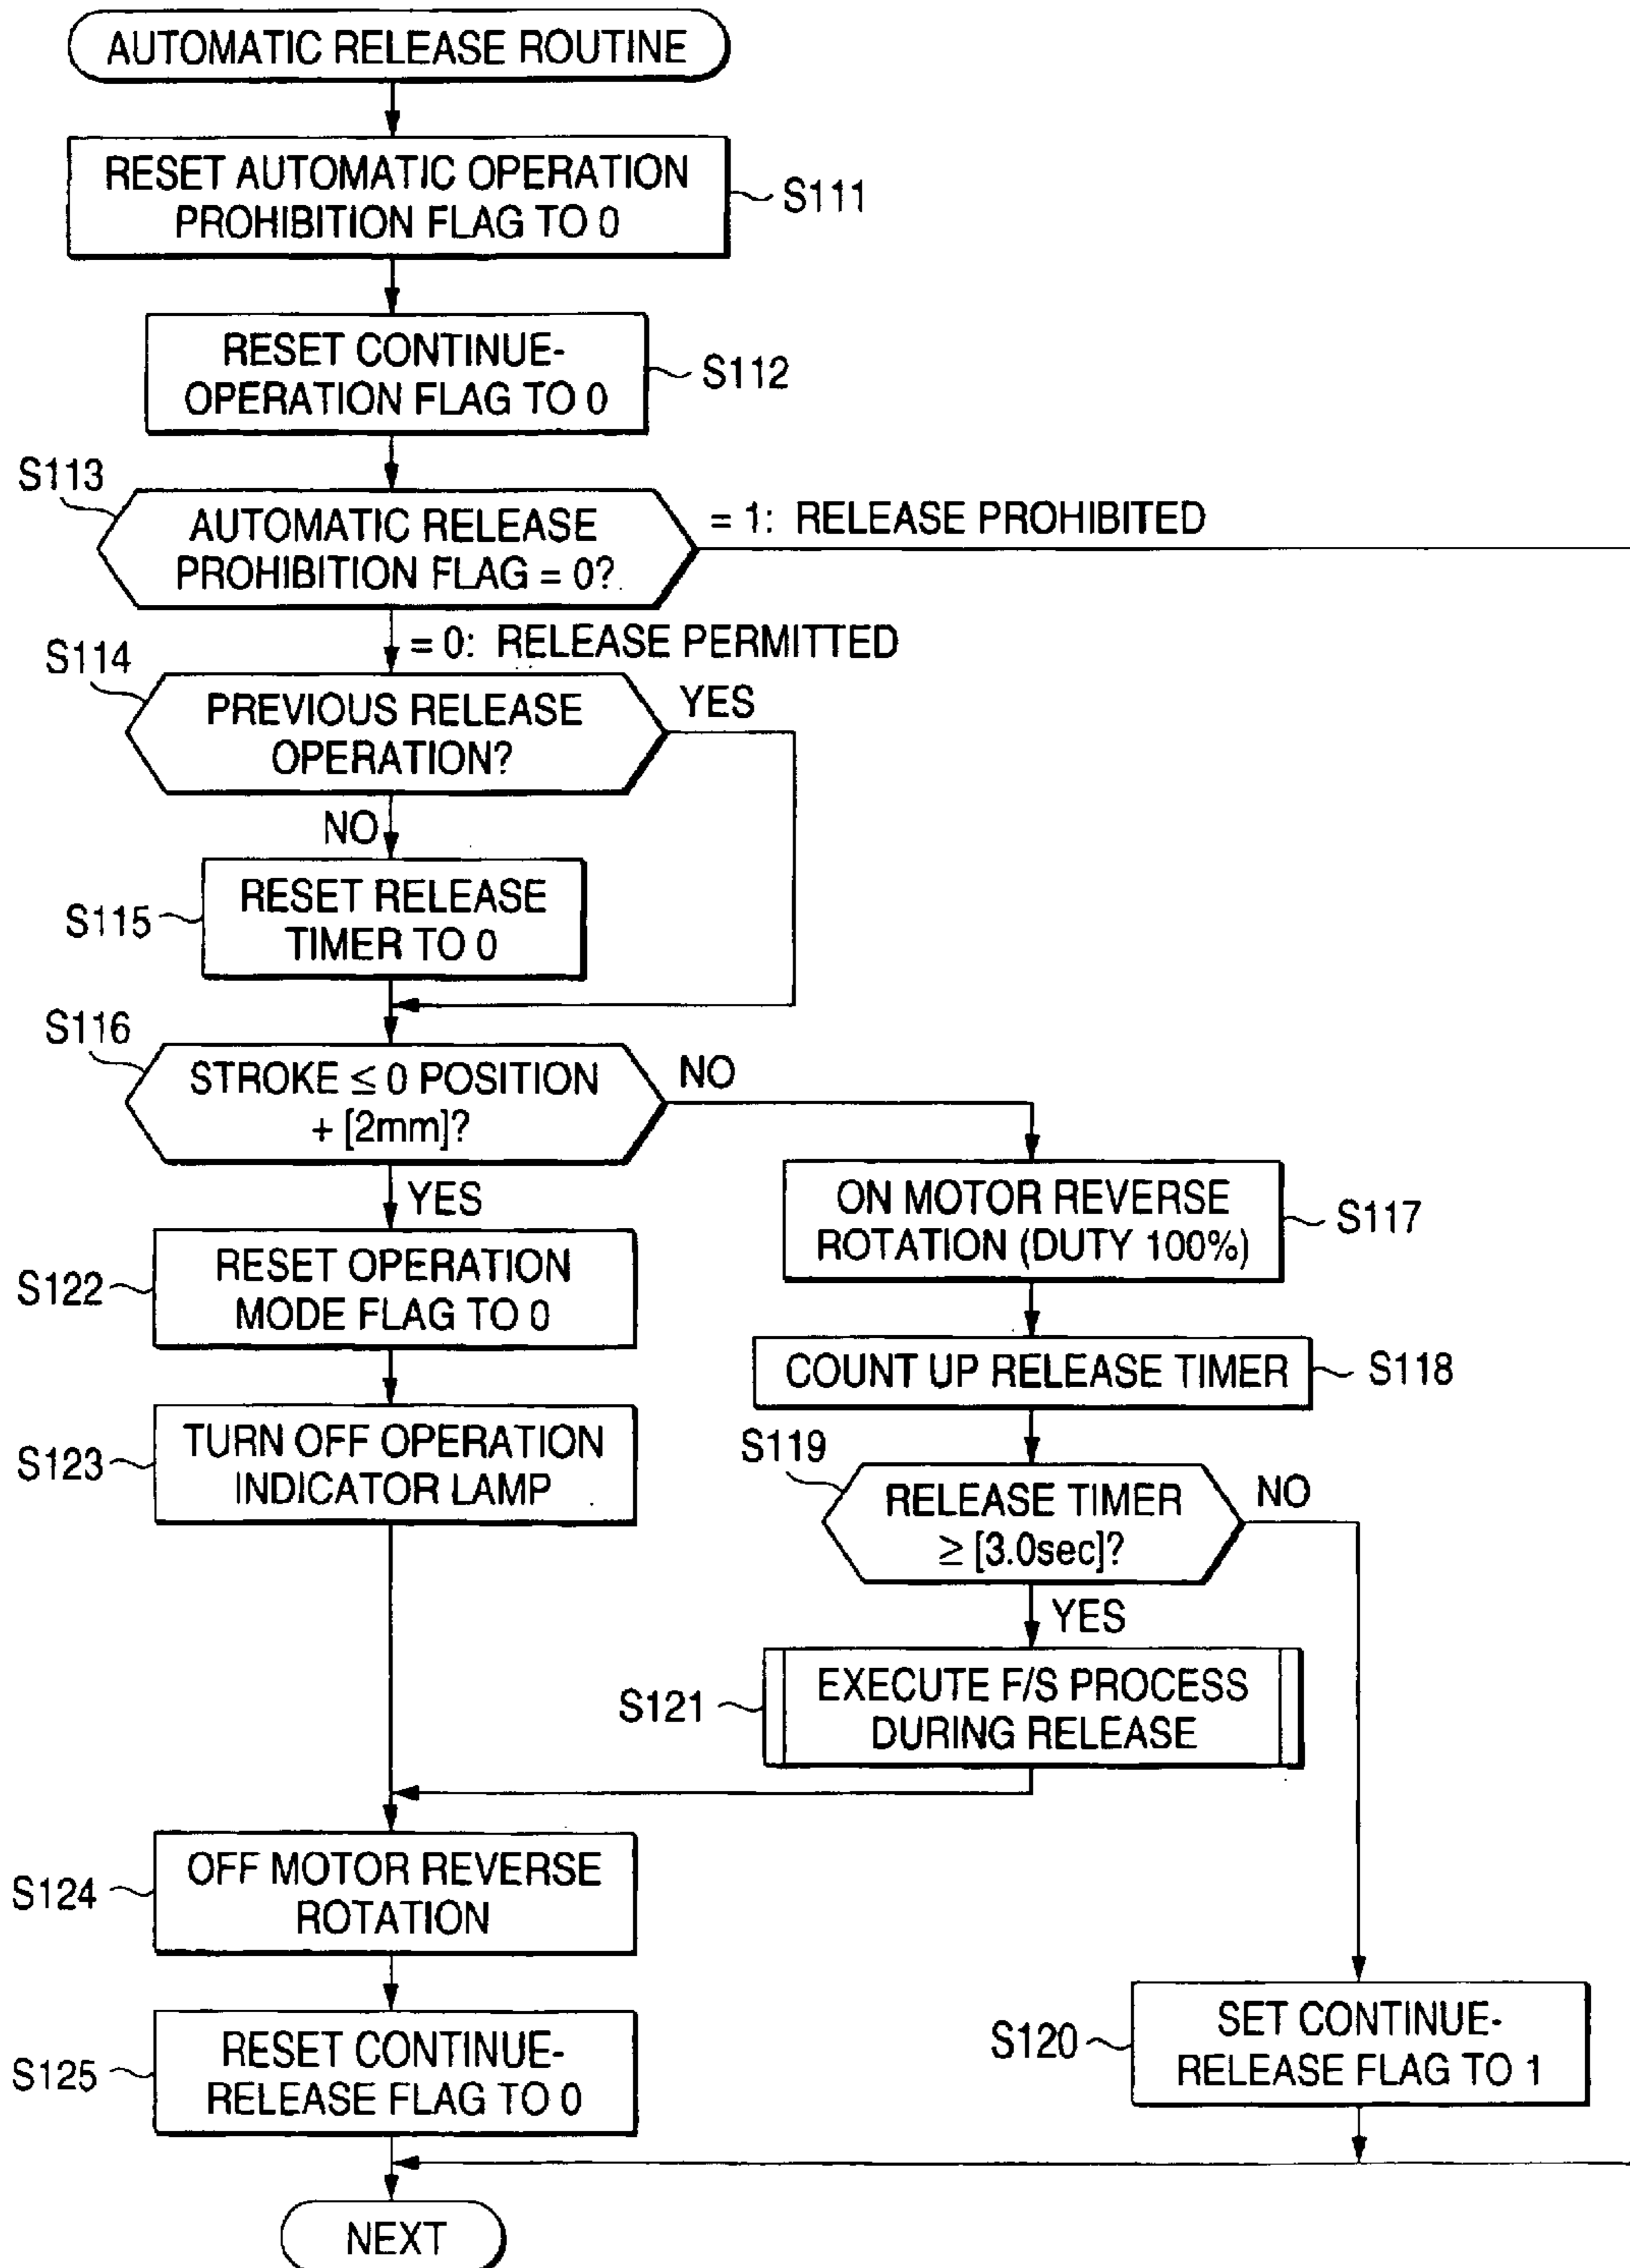 AUTOMATIC RELEASE ROUTINE
RESET AUTOMATIC OPERATION
PROHIBITION FLAG TO 0
S111
RESET CONTINUE-
OPERATION FLAG TO 0
S112
S113
AUTOMATIC RELEASE
PROHIBITION FLAG = 0?
= 1: RELEASE PROHIBITED
= 0: RELEASE PERMITTED
S114
PREVIOUS RELEASE
OPERATION?
YES
NO
S115
RESET RELEASE
TIMER TO 0
S116
STROKE ≤ 0 POSITION
+ [2mm]?
NO
YES
ON MOTOR REVERSE
ROTATION (DUTY 100%)
S117
S122
RESET OPERATION
MODE FLAG TO 0
COUNT UP RELEASE TIMER
S118
S123
TURN OFF OPERATION
INDICATOR LAMP
S119
RELEASE TIMER
≥ [3.0sec]?
NO
YES
S121
EXECUTE F/S PROCESS
DURING RELEASE
S124
OFF MOTOR REVERSE
ROTATION
S125
RESET CONTINUE-
RELEASE FLAG TO 0
S120
SET CONTINUE-
RELEASE FLAG TO 1
NEXT